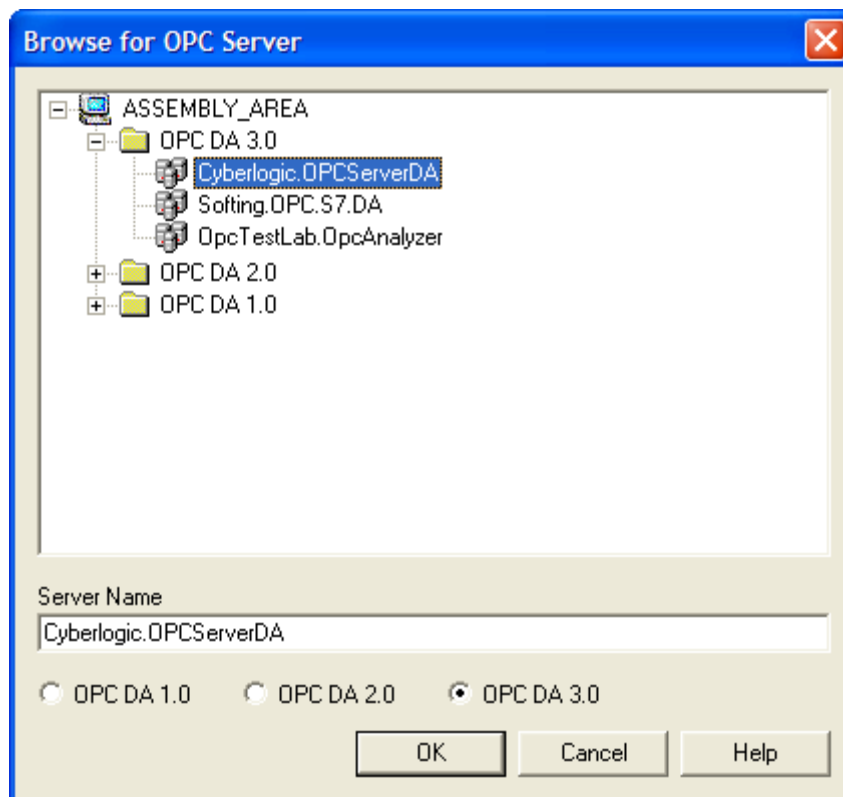 Browse for OPC Server
ASSEMBLY_AREA
OPC DA 3.0
Cyberlogic.OPCServerDA
Softing.OPC.S7.DA
OpcTestLab.OpcAnalyzer
OPC DA 2.0
OPC DA 1.0
Server Name
Cyberlogic.OPCServerDA
OPC DA 1.0 OPC DA 2.0 OPC DA 3.0
OK Cancel Help